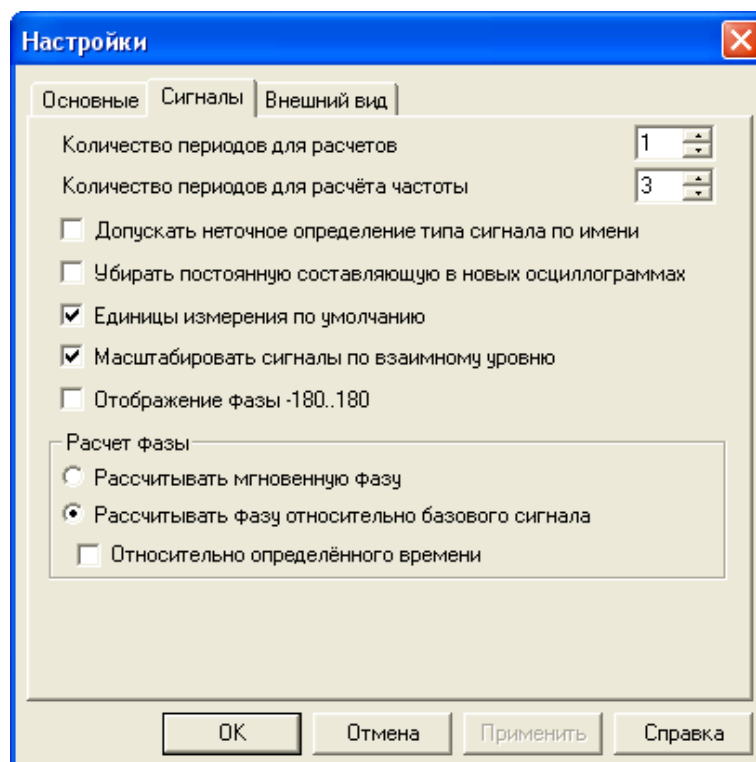 Настройки
Основные Сигналы Внешний вид
Количество периодов для расчетов 1
Количество периодов для расчёта частоты 3
Допускать неточное определение типа сигнала по имени
Убирать постоянную составляющую в новых осциллограммах
Единицы измерения по умолчанию
Масштабировать сигналы по взаимному уровню
Отображение фазы -180..180
Расчет фазы
Рассчитывать мгновенную фазу
Рассчитывать фазу относительно базового сигнала
Относительно определённого времени
OK Отмена Применить Справка